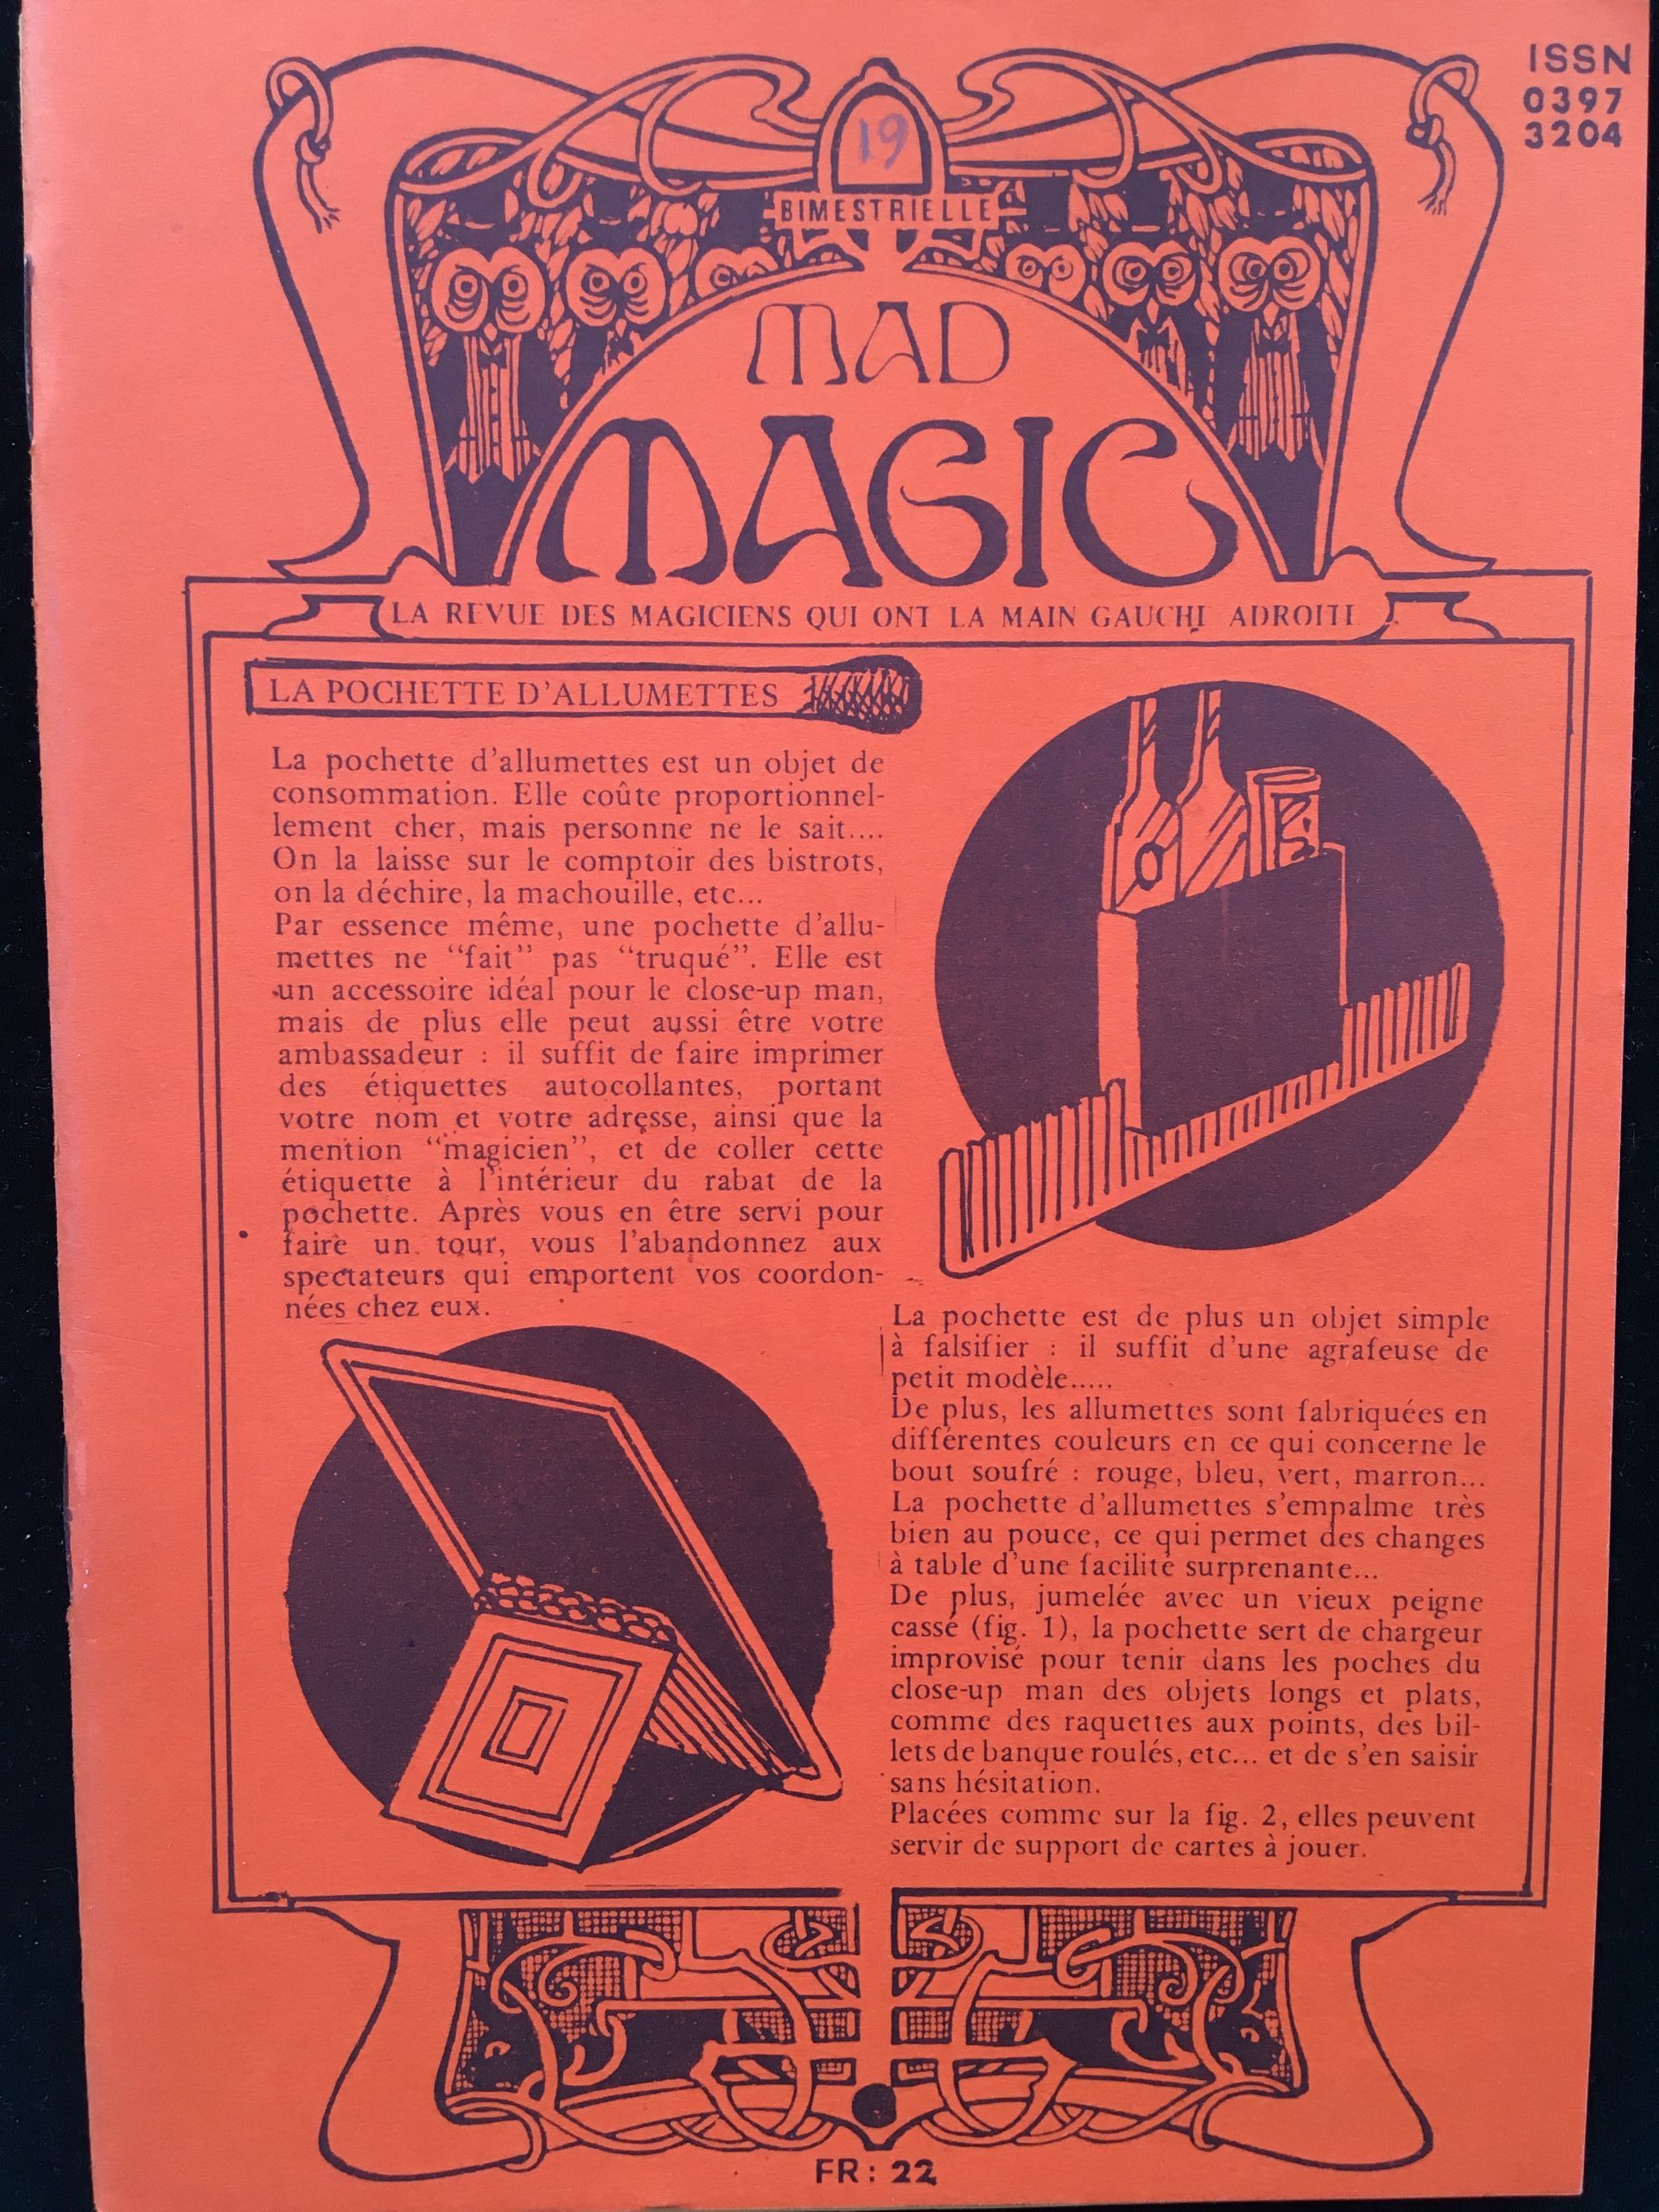 ISSN
0397
3204
19
BIMESTRIELLE
MAD
MAGIC
LA REVUE DES MAGICIENS QUI ONT LA MAIN GAUCHE ADROITE
LA POCHETTE D'ALLUMETTES
La pochette d'allumettes est un objet de
consommation. Elle coûte proportionnel-
lement cher, mais personne ne le sait....
On la laisse sur le comptoir des bistrots,
on la déchire, la machouille, etc...
Par essence même, une pochette d'allu-
mettes ne “fait” pas “truqué”. Elle est
un accessoire idéal pour le close-up man,
mais de plus elle peut aussi être votre
ambassadeur : il suffit de faire imprimer
des étiquettes autocollantes, portant
votre nom et votre adresse, ainsi que la
mention “magicien”, et de coller cette
étiquette à l'intérieur du rabat de la
pochette. Après vous en être servi pour
faire un tour, vous l'abandonnez aux
spectateurs qui emportent vos coordon-
nées chez eux.
La pochette est de plus un objet simple
à falsifier : il suffit d'une agrafeuse de
petit modèle.....
De plus, les allumettes sont fabriquées en
différentes couleurs en ce qui concerne le
bout soufré : rouge, bleu, vert, marron...
La pochette d'allumettes s'empalme très
bien au pouce, ce qui permet des changes
à table d'une facilité surprenante...
De plus, jumelée avec un vieux peigne
cassé (fig. 1), la pochette sert de chargeur
improvisé pour tenir dans les poches du
close-up man des objets longs et plats,
comme des raquettes aux points, des bil-
lets de banque roulés, etc... et de s'en saisir
sans hésitation.
Placées comme sur la fig. 2, elles peuvent
servir de support de cartes à jouer.
FR : 22